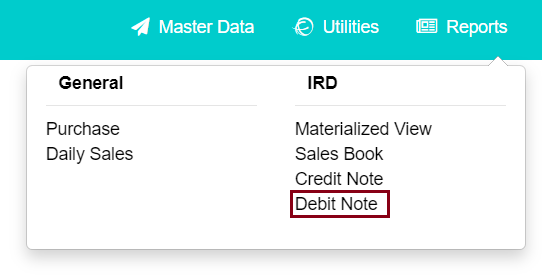 Master Data
Utilities
Reports
General
Purchase
Daily Sales
IRD
Materialized View
Sales Book
Credit Note
Debit Note